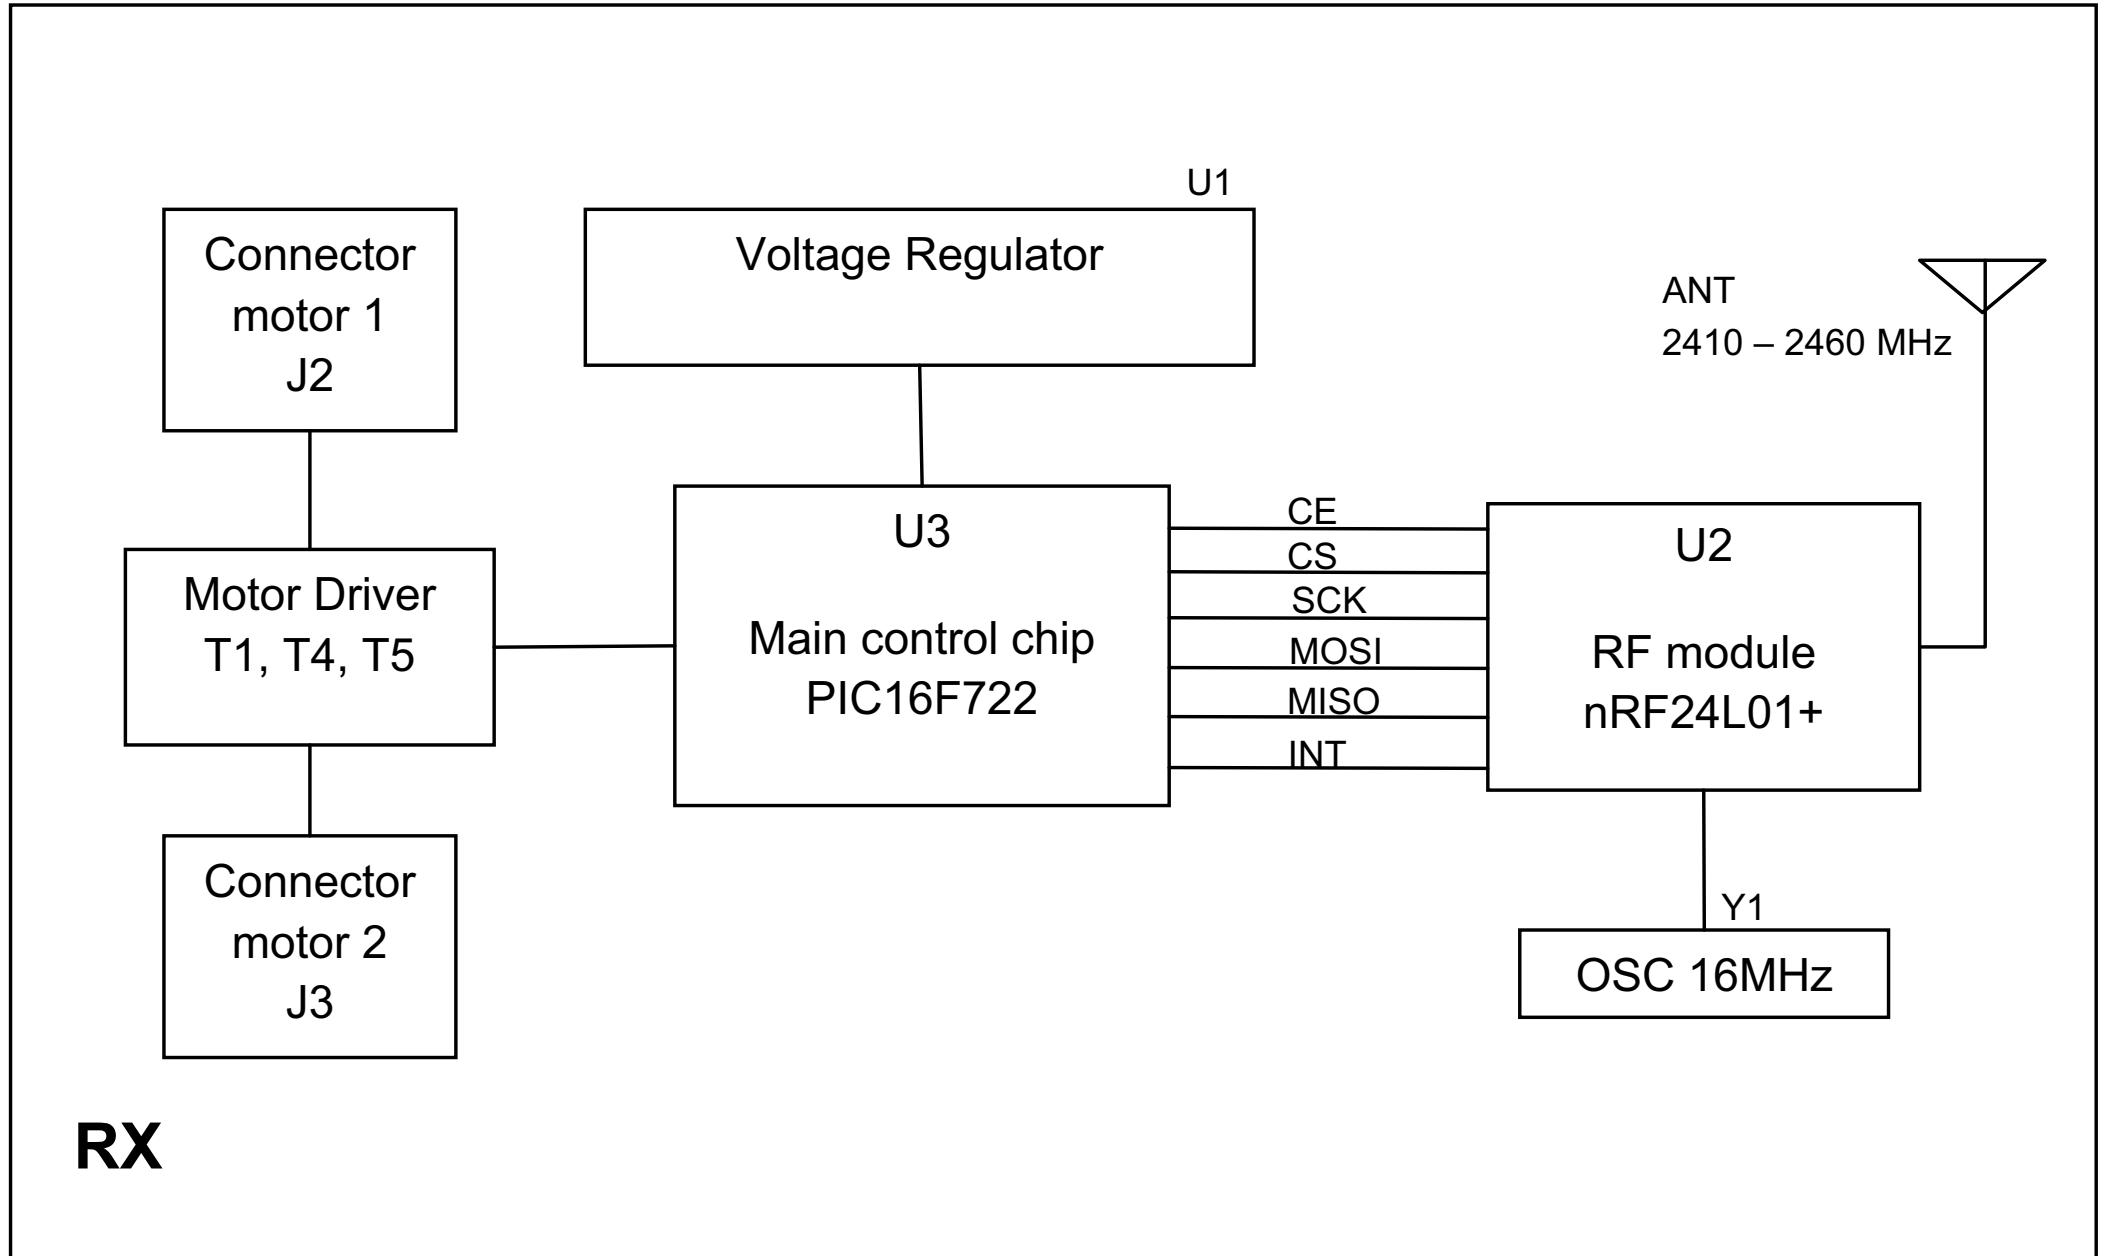 U1
Connector
motor 1
J2
Voltage Regulator
ANT
2410 – 2460 MHz
Motor Driver
T1, T4, T5
U3
Main control chip
PIC16F722
CE
CS
SCK
MOSI
MISO
INT
U2
RF module
nRF24L01+
Connector
motor 2
J3
Y1
OSC 16MHz
RX